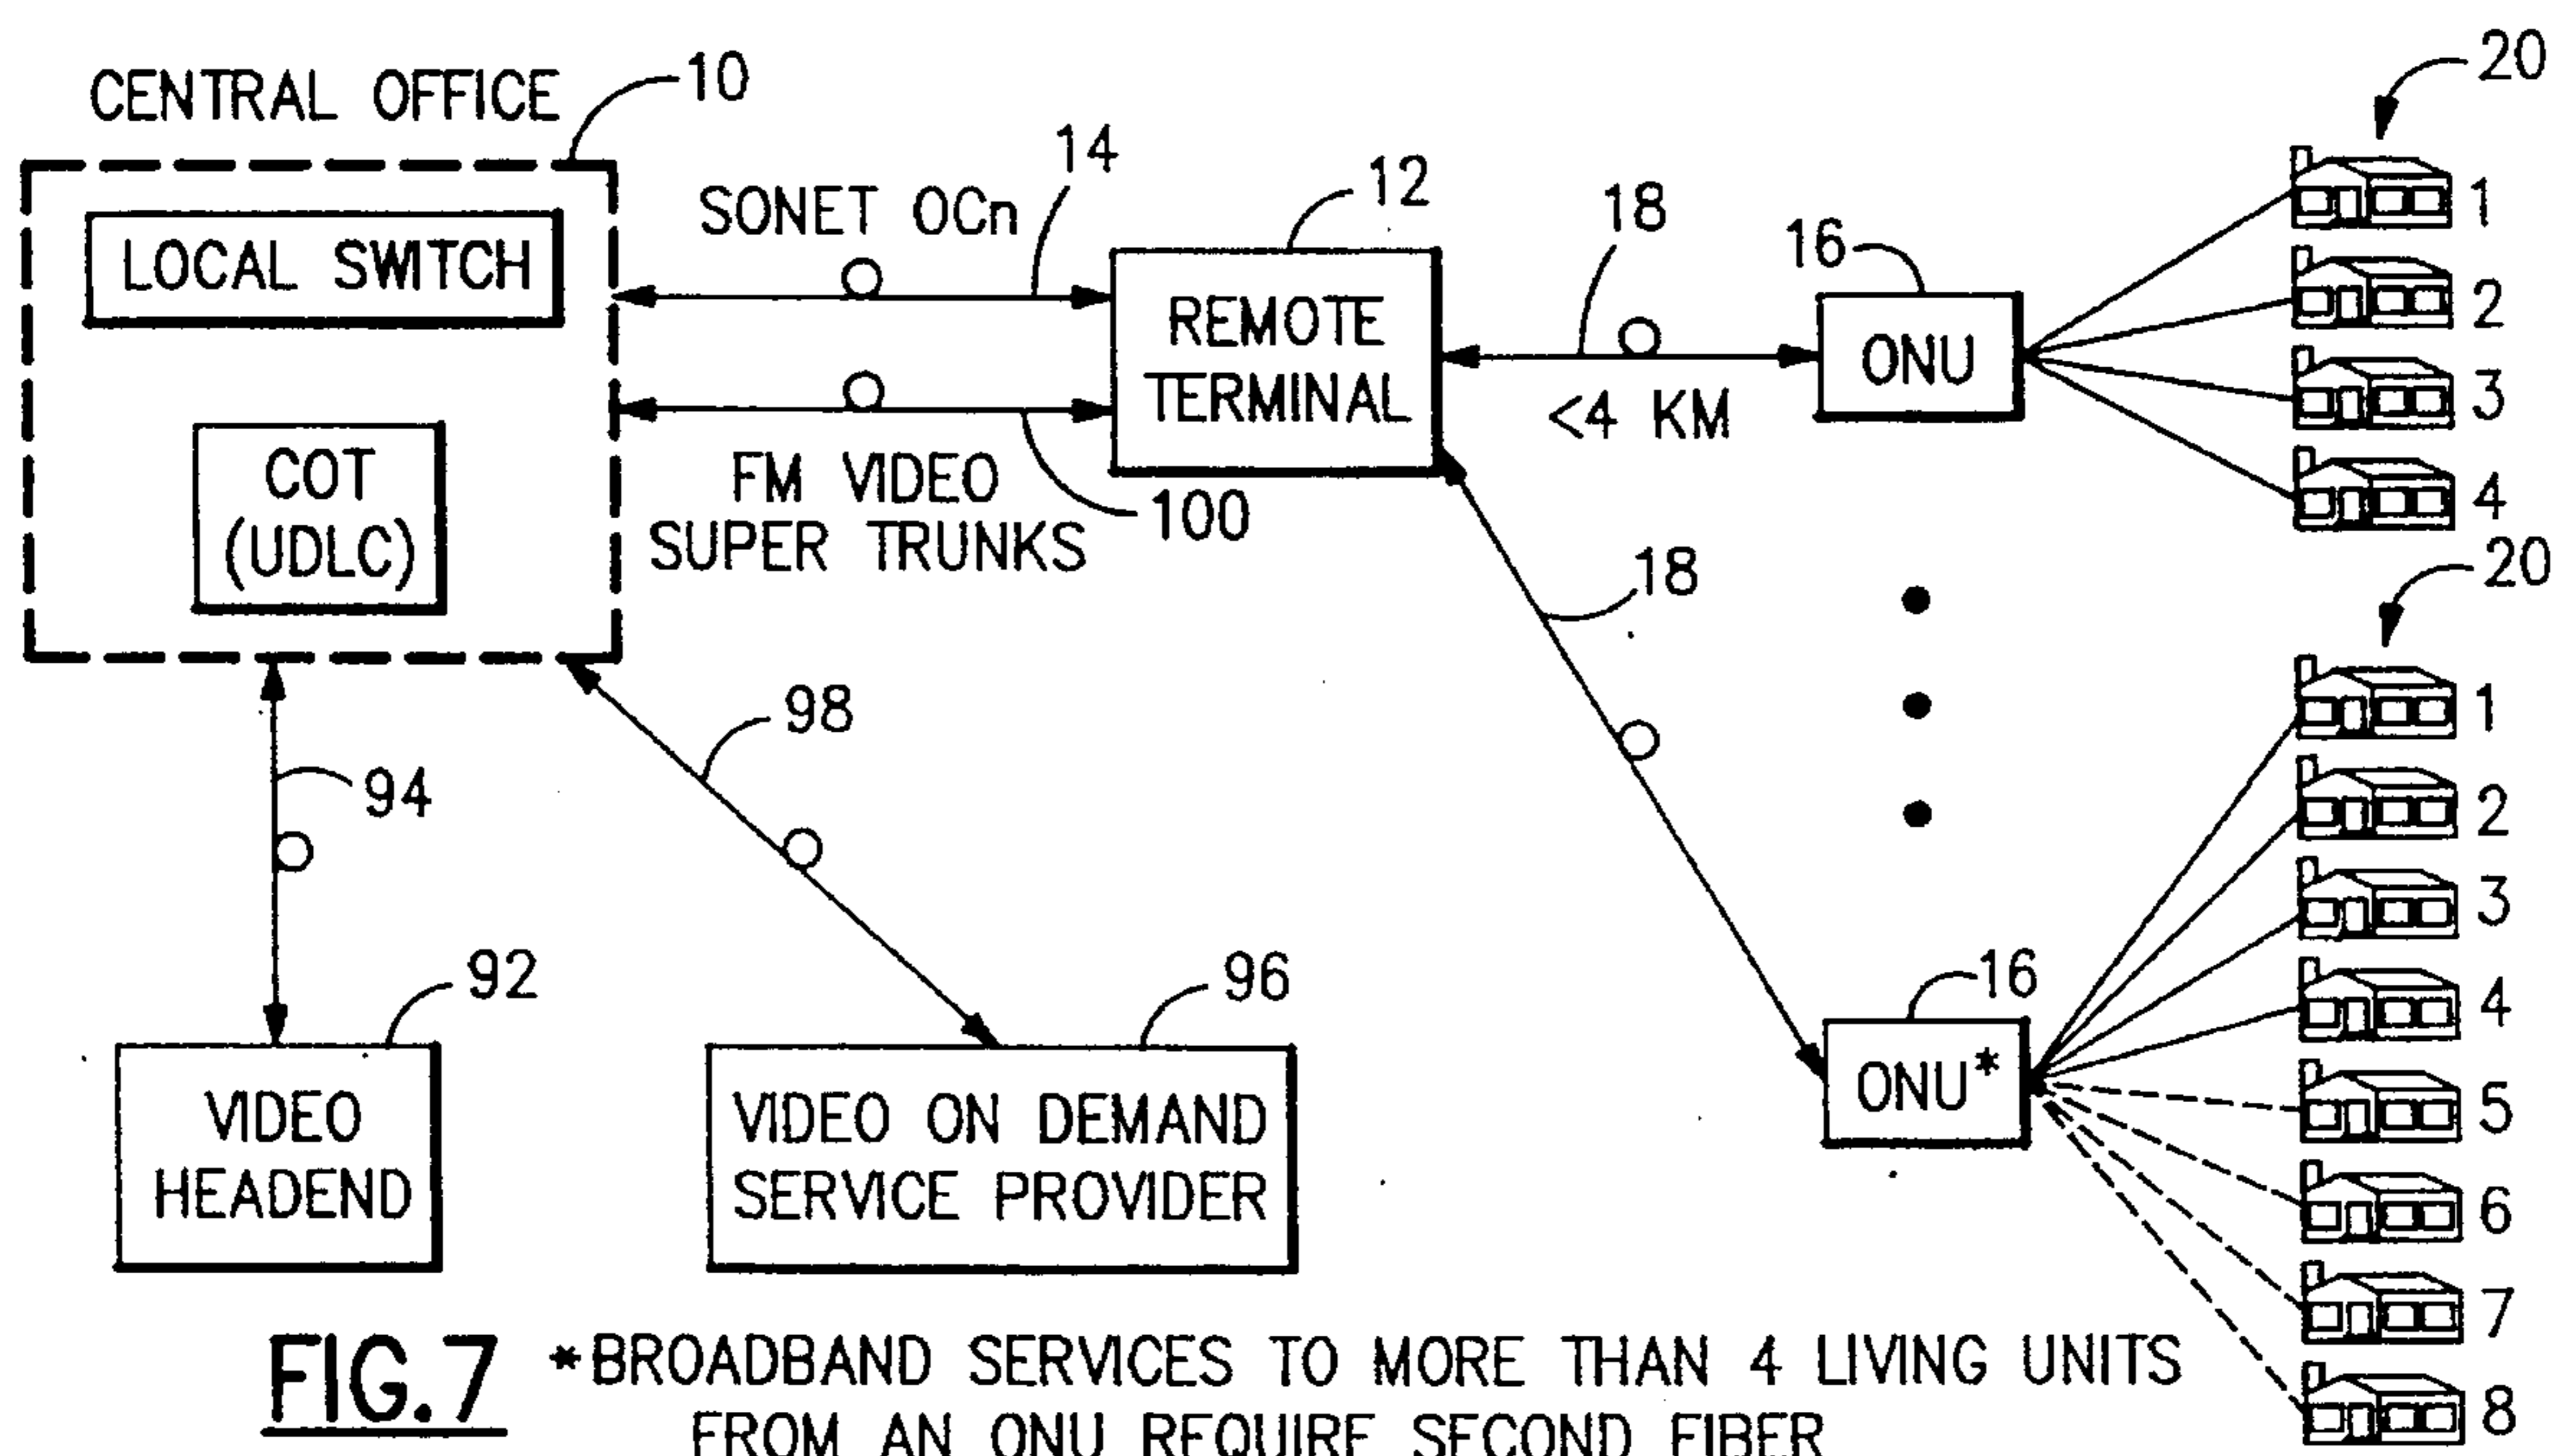 CENTRAL OFFICE
10
LOCAL SWITCH
COT
(UDLC)
SONET OCn
14
FM VIDEO
SUPER TRUNKS
100
12
REMOTE
TERMINAL
18
<4 KM
16
ONU
20
1
2
3
4
18
20
1
2
3
4
5
6
7
8
16
ONU*
94
98
92
VIDEO
HEADEND
96
VIDEO ON DEMAND
SERVICE PROVIDER
FIG.7
*BROADBAND SERVICES TO MORE THAN 4 LIVING UNITS
FROM AN ONU REQUIRE SECOND FIBER